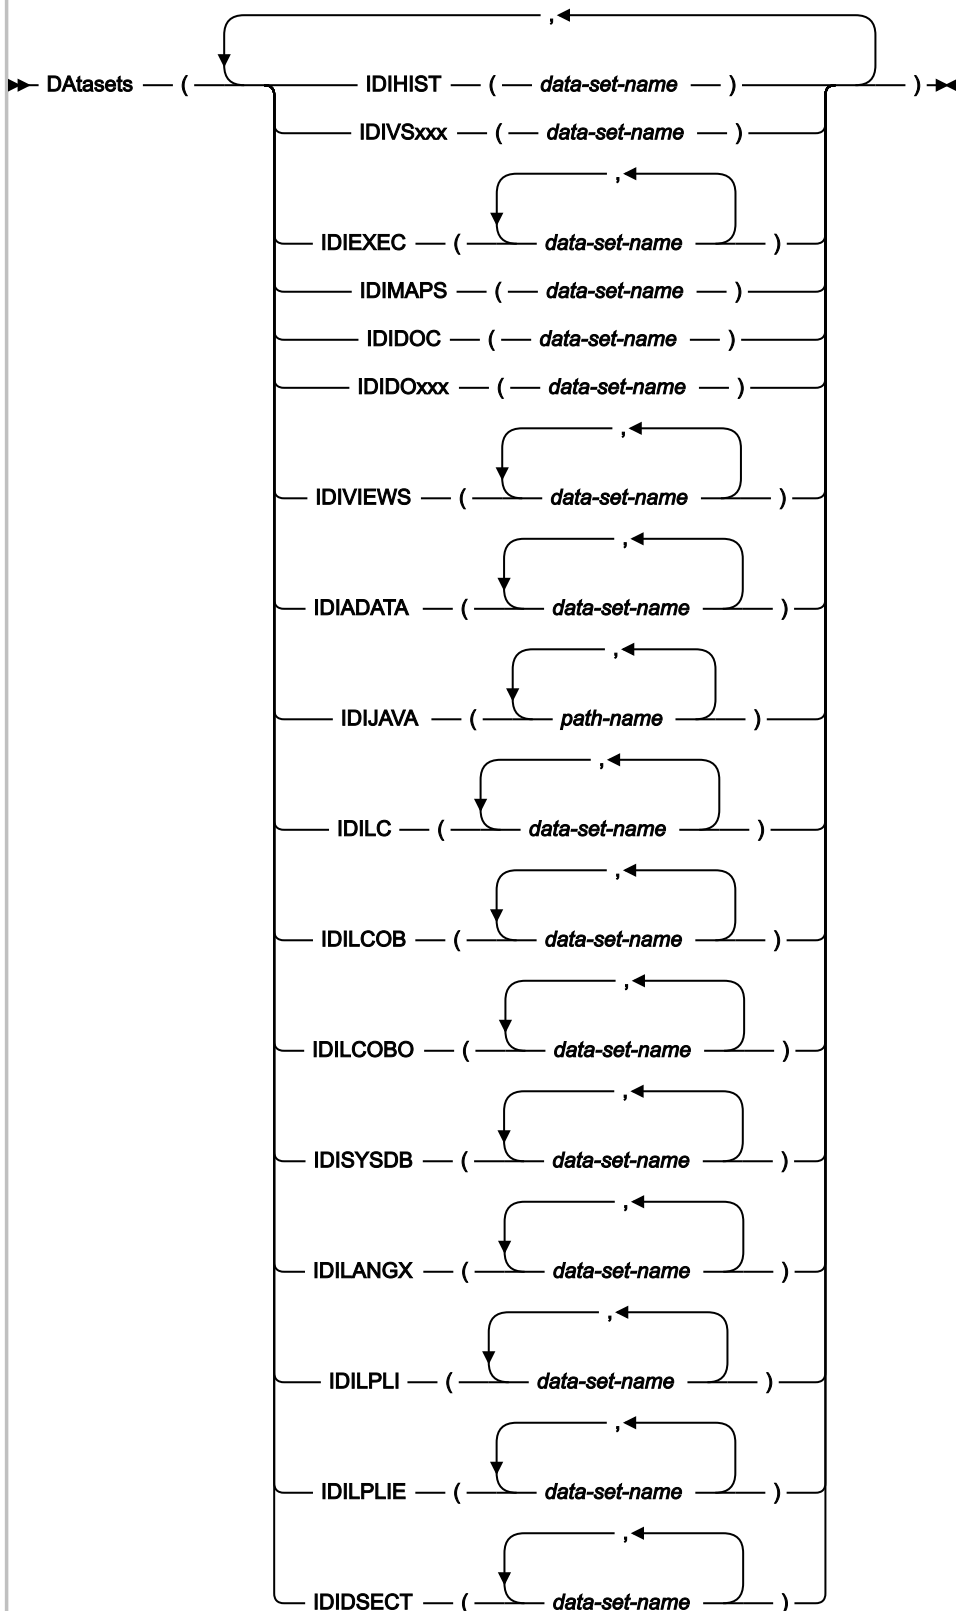 ,
DAtasets ( IDIHIST ( data-set-name ) )
IDIVSxxx ( data-set-name )
,
IDIEXEC ( data-set-name )
IDIMAPS ( data-set-name )
IDIDOC ( data-set-name )
IDIDOxxx ( data-set-name )
,
IDIVIEWS ( data-set-name )
,
IDIADATA ( data-set-name )
,
IDIJAVA ( path-name )
,
IDILC ( data-set-name )
,
IDILCOB ( data-set-name )
,
IDILCOBO ( data-set-name )
,
IDISYSDB ( data-set-name )
,
IDILANGX ( data-set-name )
,
IDILPLI ( data-set-name )
,
IDILPLIE ( data-set-name )
,
IDIDSECT ( data-set-name )